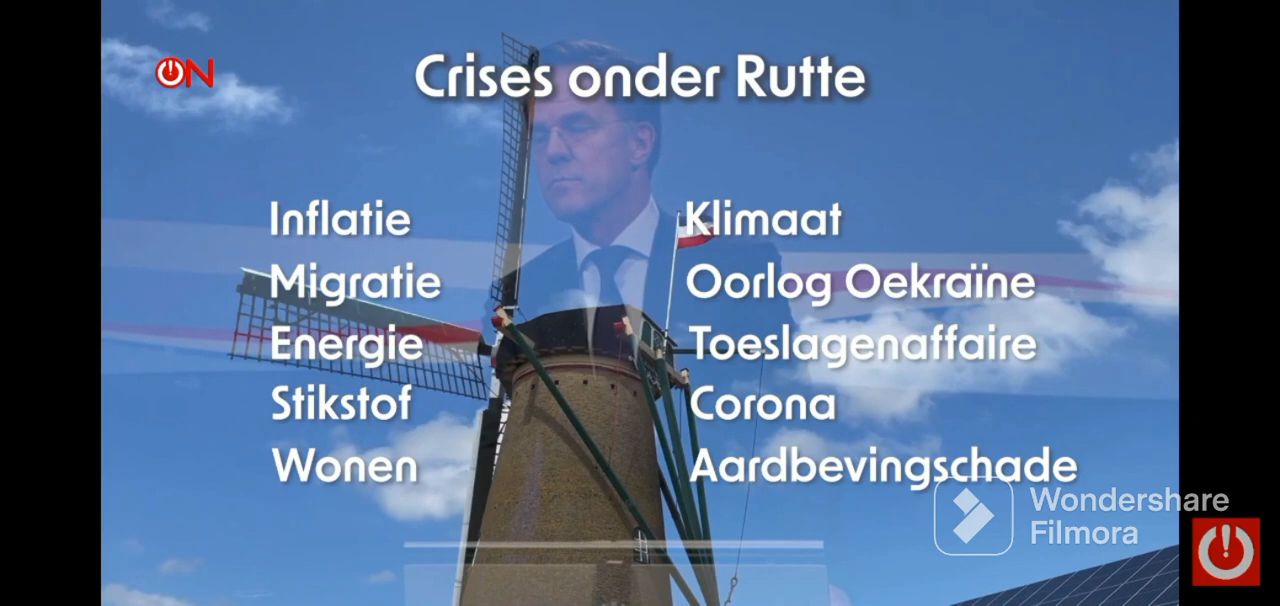 ON
Crises onder Rutte
Inflatie
Migratie
Energie
Stikstof
Wonen
Klimaat
Oorlog Oekraïne
Toeslagenaffaire
Corona
Aardbevingschade
Wondershare
Filmora